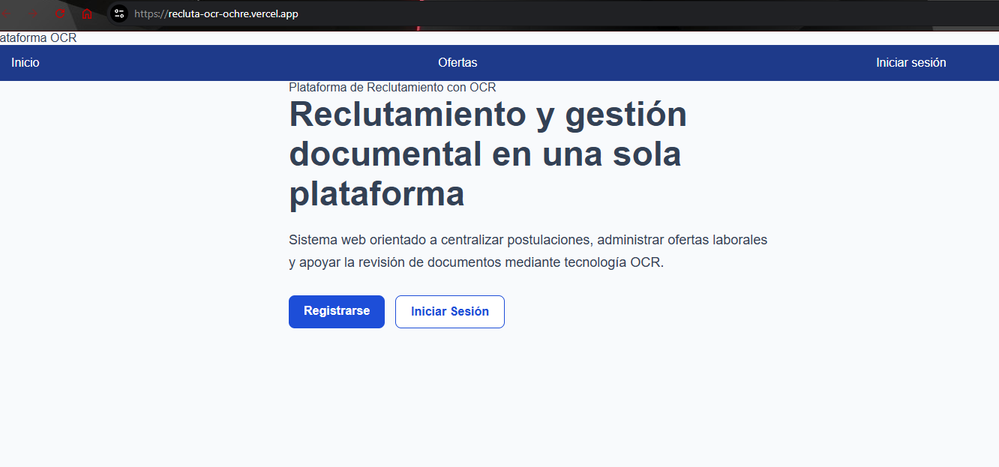 https://recluta-ocr-ochre.vercel.app
ataforma OCR
Inicio
Ofertas
Iniciar sesión
Plataforma de Reclutamiento con OCR
Reclutamiento y gestión
documental en una sola
plataforma
Sistema web orientado a centralizar postulaciones, administrar ofertas laborales
y apoyar la revisión de documentos mediante tecnología OCR.
Registrarse
Iniciar Sesión